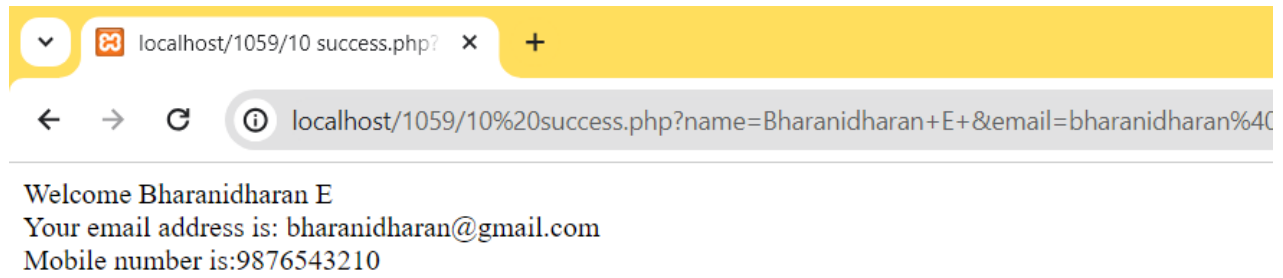 localhost/1059/10 success.php?
localhost/1059/10%20success.php?name=Bharanidharan+E+&email=bharanidharan%40
Welcome Bharanidharan E
Your email address is: bharanidharan@gmail.com
Mobile number is:9876543210